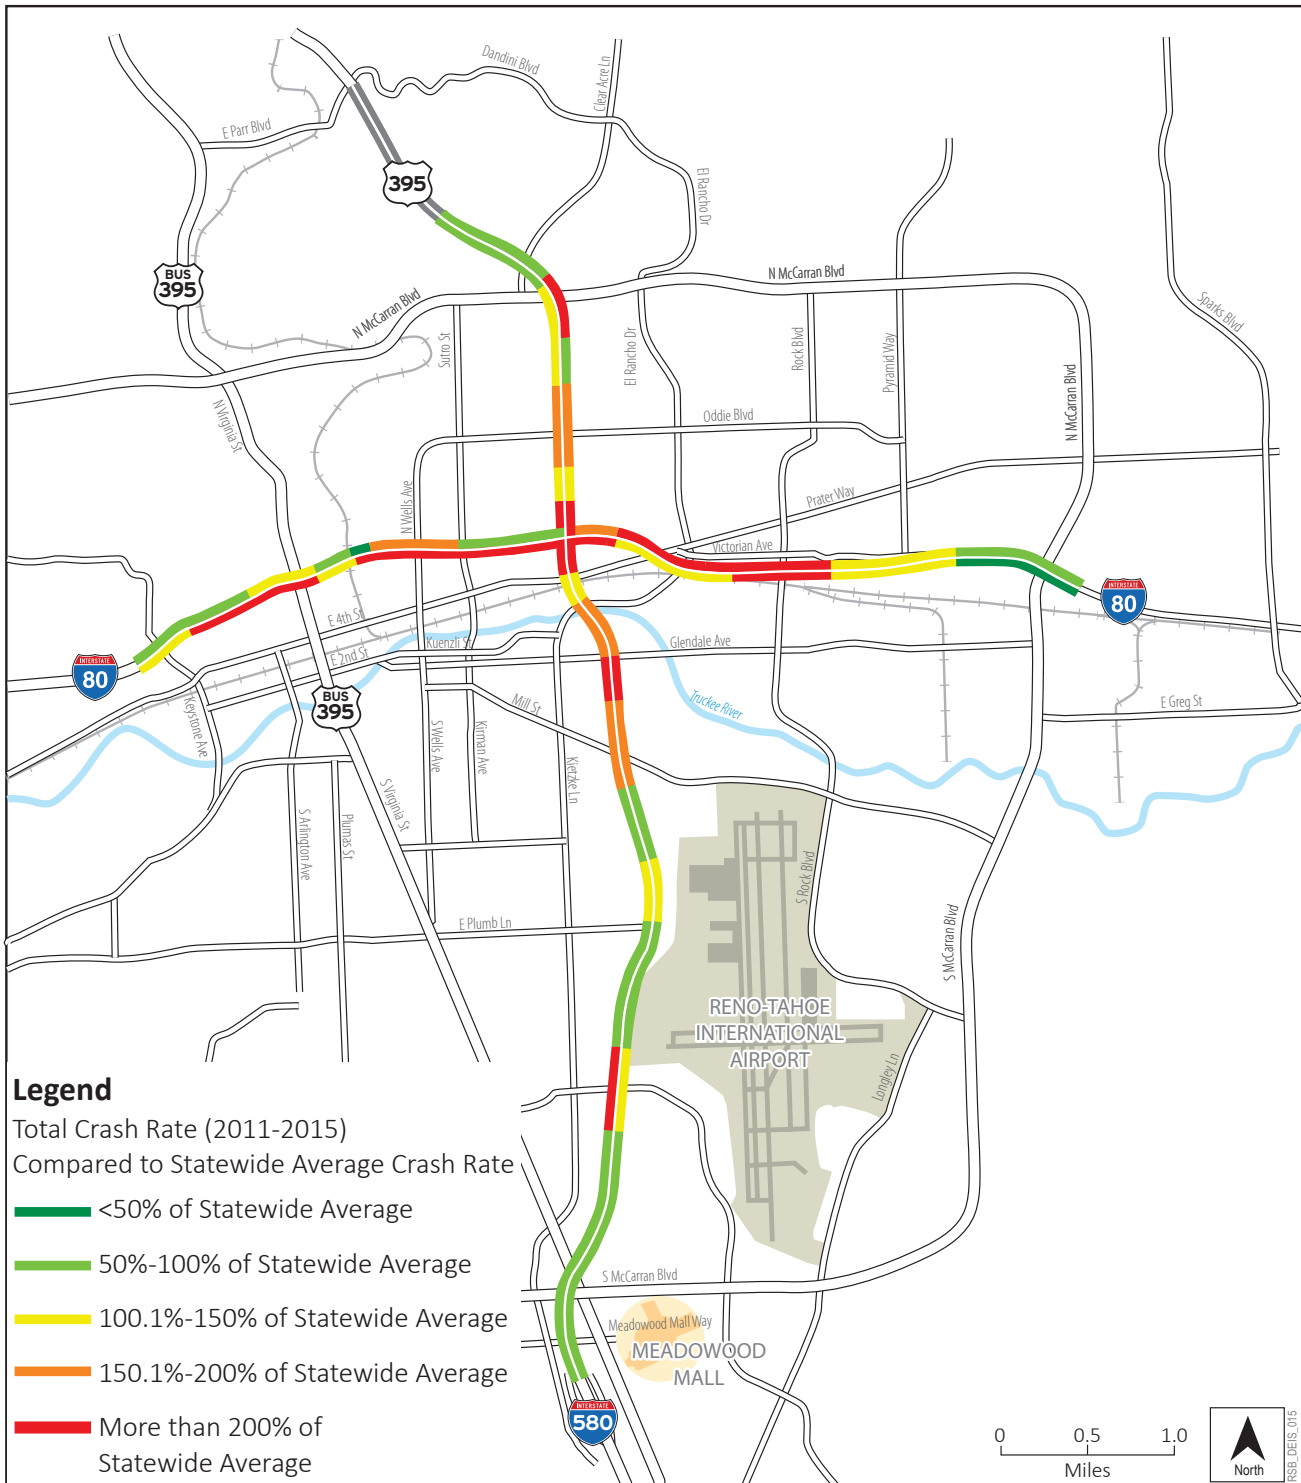 Dandini Blvd
Clear Acre Ln
E Parr Blvd
395
El Rancho Dr
BUS
395
N McCarran Blvd
N McCarran Blvd
Sparks Blvd
Sutro St
El Rancho Dr
Rock Blvd
Pyramid Way
N McCarran Blvd
N Virginia St
Oddie Blvd
N Wells Ave
Prater Way
Victorian Ave
INTERSTATE
80
E 4th St
Kuenzli St
E 2nd St
Glendale Ave
INTERSTATE
80
BUS
395
Keystone Ave
Mill St
Truckee River
E Greg St
S Wells Ave
Kirman Ave
Kietzke Ln
S Virginia St
S Arlington Ave
Plumas St
S Rock Blvd
E Plumb Ln
S McCarran Blvd
RENO-TAHOE
INTERNATIONAL
AIRPORT
Longley Ln
Legend
Total Crash Rate (2011-2015)
Compared to Statewide Average Crash Rate
<50% of Statewide Average
50%-100% of Statewide Average
100.1%-150% of Statewide Average
150.1%-200% of Statewide Average
More than 200% of
Statewide Average
S McCarran Blvd
Meadowood Mall Way
MEADOWOOD
MALL
INTERSTATE
580
0 0.5 1.0
Miles
North
RSB_DEIS_015